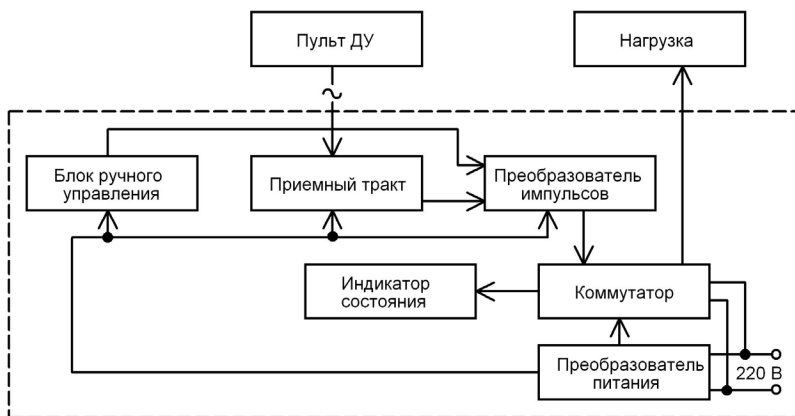 Пульт ДУ
Нагрузка
Блок ручного
управления
Приемный тракт
Преобразователь
импульсов
Индикатор
состояния
Коммутатор
Преобразователь
питания
220 В